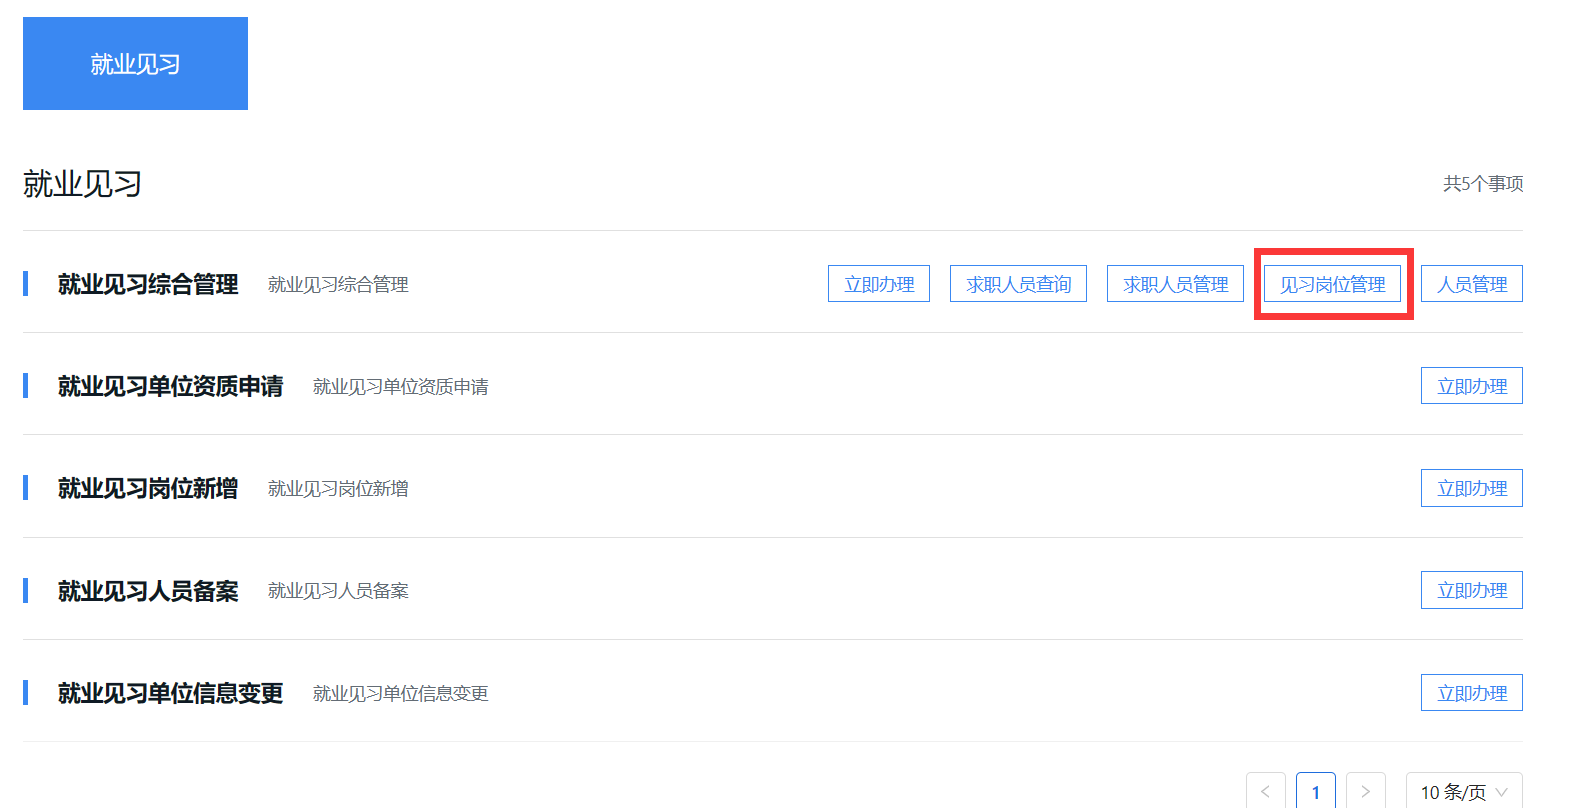 就业见习
就业见习 共5个事项
就业见习综合管理 就业见习综合管理 立即办理 求职人员查询 求职人员管理 见习岗位管理 人员管理
就业见习单位资质申请 就业见习单位资质申请 立即办理
就业见习岗位新增 就业见习岗位新增 立即办理
就业见习人员备案 就业见习人员备案 立即办理
就业见习单位信息变更 就业见习单位信息变更 立即办理
< 1 > 10 条/页